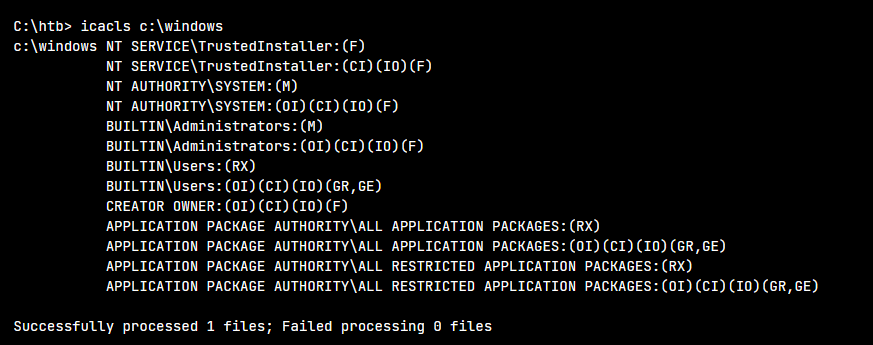 C:\htb> icacls c:\windows
c:\windows NT SERVICE\TrustedInstaller:(F)
NT SERVICE\TrustedInstaller:(CI)(IO)(F)
NT AUTHORITY\SYSTEM:(M)
NT AUTHORITY\SYSTEM:(OI)(CI)(IO)(F)
BUILTIN\Administrators:(M)
BUILTIN\Administrators:(OI)(CI)(IO)(F)
BUILTIN\Users:(RX)
BUILTIN\Users:(OI)(CI)(IO)(GR,GE)
CREATOR OWNER:(OI)(CI)(IO)(F)
APPLICATION PACKAGE AUTHORITY\ALL APPLICATION PACKAGES:(RX)
APPLICATION PACKAGE AUTHORITY\ALL APPLICATION PACKAGES:(OI)(CI)(IO)(GR,GE)
APPLICATION PACKAGE AUTHORITY\ALL RESTRICTED APPLICATION PACKAGES:(RX)
APPLICATION PACKAGE AUTHORITY\ALL RESTRICTED APPLICATION PACKAGES:(OI)(CI)(IO)(GR,GE)
Successfully processed 1 files; Failed processing 0 files